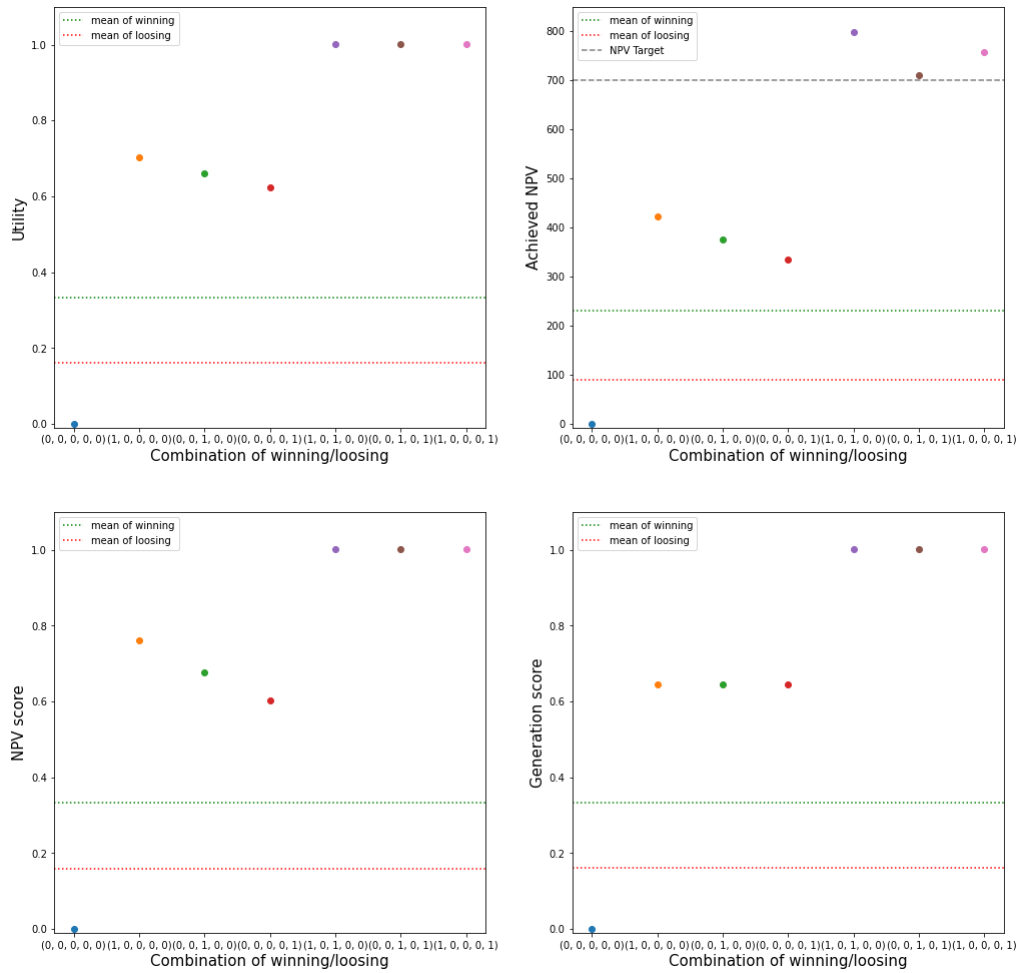 mean of winning
mean of loosing
1.0
0.8
0.6
0.4
0.2
0.0
Utility
(0, 0, 0, 0, 0)(1, 0, 0, 0, 0)(0, 0, 1, 0, 0)(0, 0, 0, 0, 1)(1, 0, 1, 0, 0)(0, 0, 1, 0, 1)(1, 0, 0, 0, 1)
Combination of winning/loosing
mean of winning
mean of loosing
NPV Target
800
700
600
500
400
300
200
100
0
Achieved NPV
(0, 0, 0, 0, 0)(1, 0, 0, 0, 0)(0, 0, 1, 0, 0)(0, 0, 0, 0, 1)(1, 0, 1, 0, 0)(0, 0, 1, 0, 1)(1, 0, 0, 0, 1)
Combination of winning/loosing
mean of winning
mean of loosing
1.0
0.8
0.6
0.4
0.2
0.0
NPV score
(0, 0, 0, 0, 0)(1, 0, 0, 0, 0)(0, 0, 1, 0, 0)(0, 0, 0, 0, 1)(1, 0, 1, 0, 0)(0, 0, 1, 0, 1)(1, 0, 0, 0, 1)
Combination of winning/loosing
mean of winning
mean of loosing
1.0
0.8
0.6
0.4
0.2
0.0
Generation score
(0, 0, 0, 0, 0)(1, 0, 0, 0, 0)(0, 0, 1, 0, 0)(0, 0, 0, 0, 1)(1, 0, 1, 0, 0)(0, 0, 1, 0, 1)(1, 0, 0, 0, 1)
Combination of winning/loosing